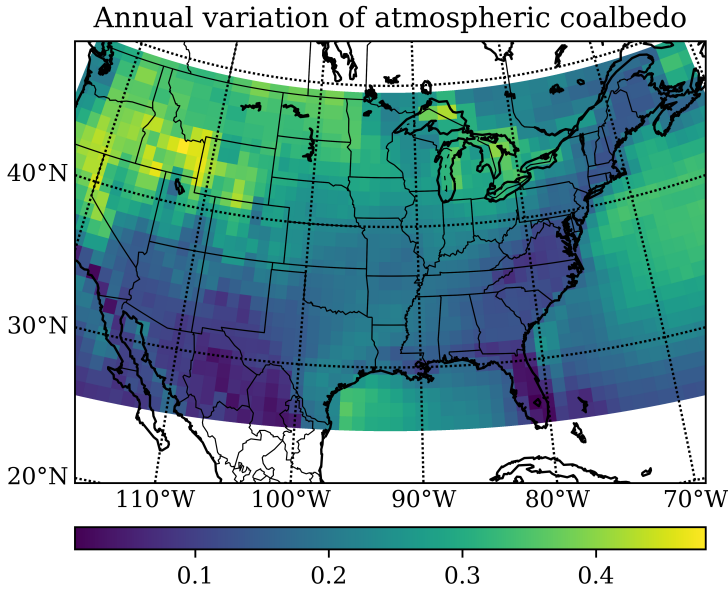 Annual variation of atmospheric coalbedo
40°N
30°N
20°N
110°W 100°W 90°W 80°W 70°W
0.1 0.2 0.3 0.4